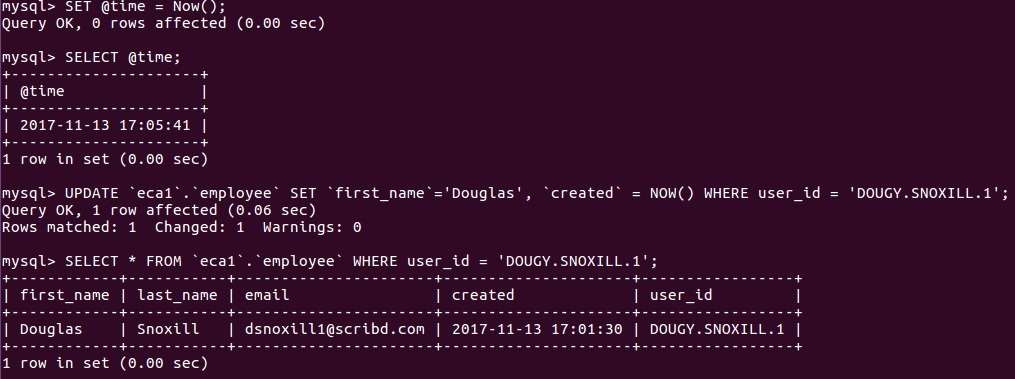 mysql> SET @time = Now();
Query OK, 0 rows affected (0.00 sec)

mysql> SELECT @time;
+---------------------+
| @time               |
+---------------------+
| 2017-11-13 17:05:41 |
+---------------------+
1 row in set (0.00 sec)

mysql> UPDATE `eca1`.`employee` SET `first_name`='Douglas', `created` = NOW() WHERE user_id = 'DOUGY.SNOXILL.1';
Query OK, 1 row affected (0.06 sec)
Rows matched: 1  Changed: 1  Warnings: 0

mysql> SELECT * FROM `eca1`.`employee` WHERE user_id = 'DOUGY.SNOXILL.1';
+------------+-----------+----------------------+---------------------+-----------------+
| first_name | last_name | email                | created             | user_id         |
+------------+-----------+----------------------+---------------------+-----------------+
| Douglas    | Snoxill   | dsnoxill1@scribd.com | 2017-11-13 17:01:30 | DOUGY.SNOXILL.1 |
+------------+-----------+----------------------+---------------------+-----------------+
1 row in set (0.00 sec)